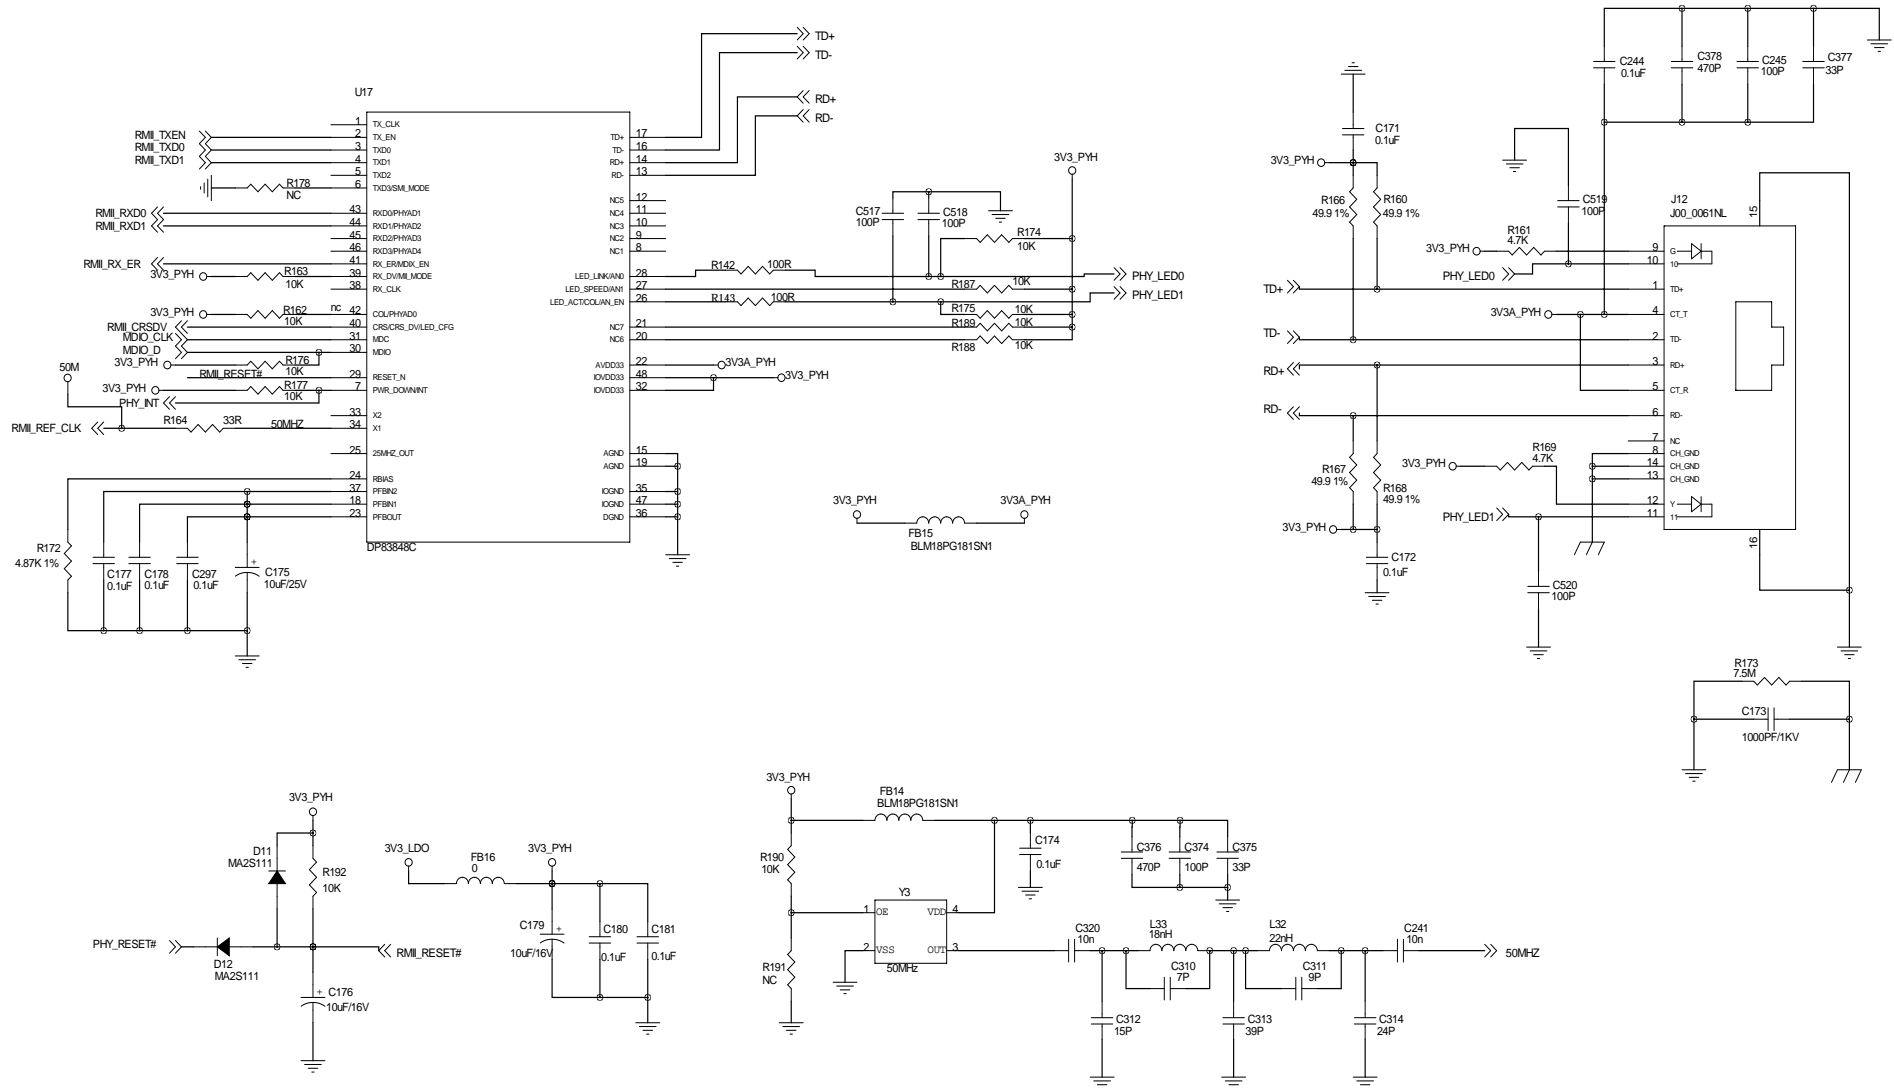 TD+
TD-
RD+
RD-
U17
RMII_TXEN
RMII_TXD0
RMII_TXD1
R178
NC
RMII_RXD0
RMII_RXD1
RMII_RX_ER
3V3_PYH
R163
10K
nc
3V3_PYH
R162
10K
RMII_CRSDV
MDIO_CLK
MDIO_D
3V3_PYH
R176
10K
RMII_RESET#
3V3_PYH
R177
10K
PHY_INT
50M
RMII_REF_CLK
R164
33R
50MHZ
1 TX_CLK
2 TX_EN
3 TXD0
4 TXD1
5 TXD2
6 TXD3/SMI_MODE
43 RXD0/PHYAD1
44 RXD1/PHYAD2
45 RXD2/PHYAD3
46 RXD3/PHYAD4
41 RX_ER/MDIX_EN
39 RX_DV/MII_MODE
38 RX_CLK
42 COL/PHYAD0
40 CRS/CRS_DV/LED_CFG
31 MDC
30 MDIO
29 RESET_N
7 PWR_DOWN/INT
33 X2
34 X1
25 25MHZ_OUT
24 RBIAS
37 PFBIN2
18 PFBIN1
23 PFBOUT
TD+ 17
TD- 16
RD+ 14
RD- 13
NC5 12
NC4 11
NC3 10
NC2 9
NC1 8
LED_LINK/AN0 28
LED_SPEED/AN1 27
LED_ACT/COL/AN_EN 26
NC7 21
NC6 20
AVDD33 22
IOVDD33 48
IOVDD33 32
AGND 15
AGND 19
IOGND 35
IOGND 47
DGND 36
DP83848C
R172
4.87K 1%
C177
0.1uF
C178
0.1uF
C297
0.1uF
C175
10uF/25V
+
3V3_PYH
C517
100P
C518
100P
R174
10K
R142
100R
R187
10K
R143
100R
R175
10K
R189
10K
R188
10K
PHY_LED0
PHY_LED1
3V3A_PYH
3V3_PYH
3V3_PYH
3V3A_PYH
FB15
BLM18PG181SN1
C244
0.1uF
C378
470P
C245
100P
C377
33P
C171
0.1uF
3V3_PYH
R166
49.9 1%
R160
49.9 1%
C519
100P
R161
4.7K
3V3_PYH
PHY_LED0
TD+
3V3A_PYH
TD-
RD+
RD-
R169
4.7K
3V3_PYH
R167
49.9 1%
R168
49.9 1%
3V3_PYH
PHY_LED1
C172
0.1uF
C520
100P
J12
J00_0061NL
15
9 G
10 10
1 TD+
4 CT_T
2 TD-
3 RD+
5 CT_R
6 RD-
7 NC
8 CH_GND
14 CH_GND
13 CH_GND
12 Y
11 11
16
R173
7.5M
C173
1000PF/1KV
3V3_PYH
D11
MA2S111
R192
10K
PHY_RESET#
D12
MA2S111
RMII_RESET#
+
C176
10uF/16V
3V3_LDO
FB16
0
3V3_PYH
C179
+
10uF/16V
C180
0.1uF
C181
0.1uF
3V3_PYH
FB14
BLM18PG181SN1
R190
10K
C174
0.1uF
C376
470P
C374
100P
C375
33P
R191
NC
Y3
1 OE
VDD 4
2 VSS
OUT 3
50MHz
C320
10n
L33
18nH
L32
22nH
C241
10n
50MHZ
C310
7P
C311
9P
C312
15P
C313
39P
C314
24P